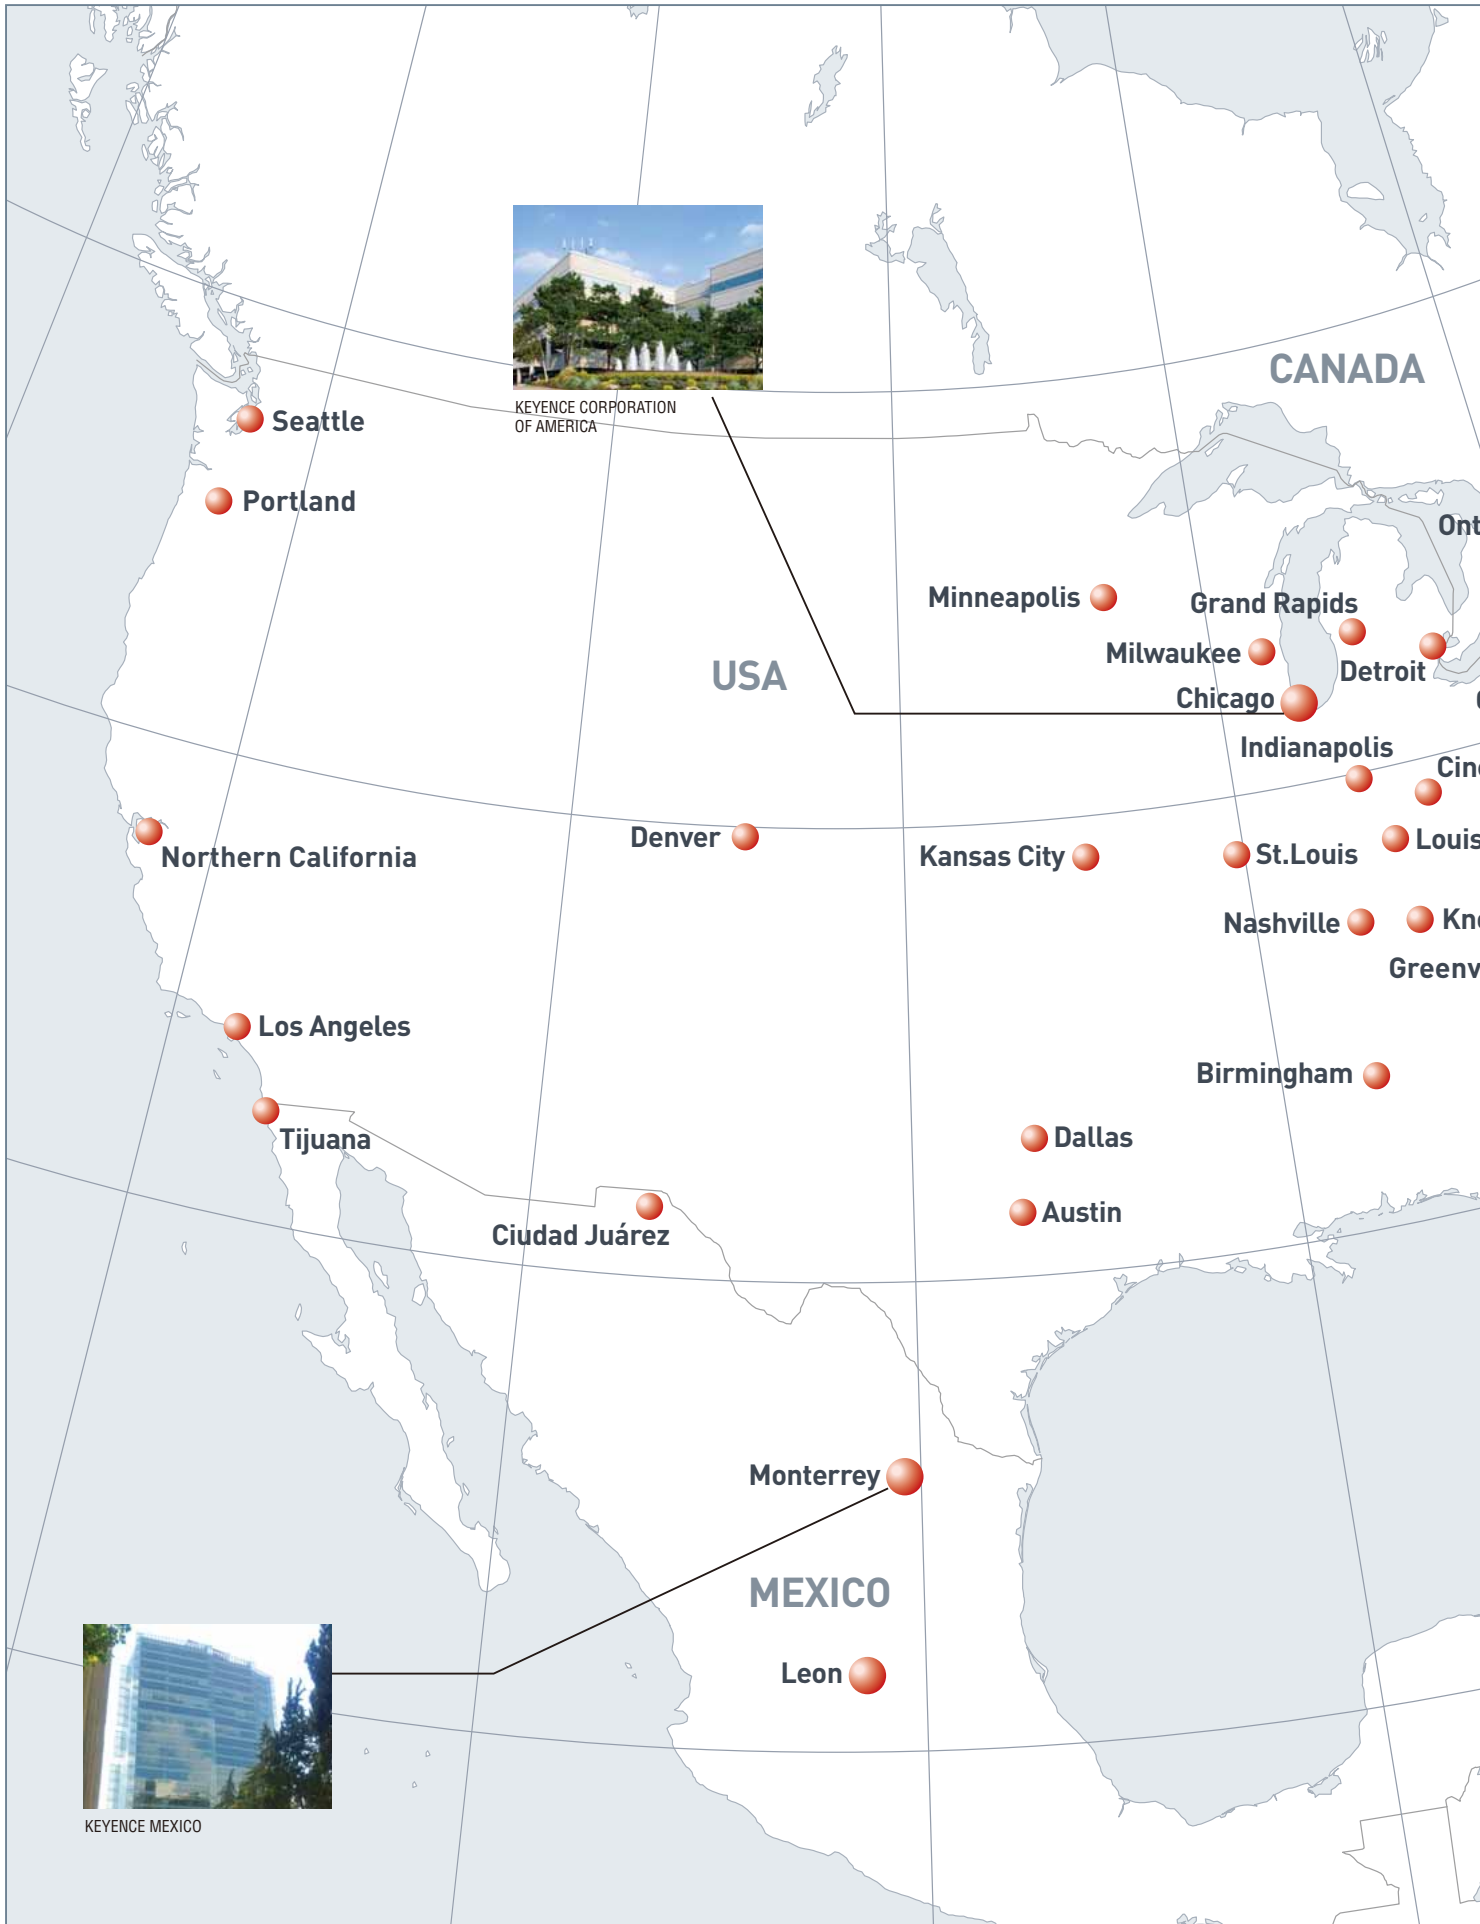 CANADA
KEYENCE CORPORATION
OF AMERICA
Seattle
Portland
Minneapolis
Grand Rapids
Milwaukee
Detroit
USA
Chicago
Indianapolis
Denver
Northern California
Kansas City
St.Louis
Nashville
Los Angeles
Birmingham
Tijuana
Dallas
Austin
Ciudad Juárez
Monterrey
MEXICO
Leon
KEYENCE MEXICO